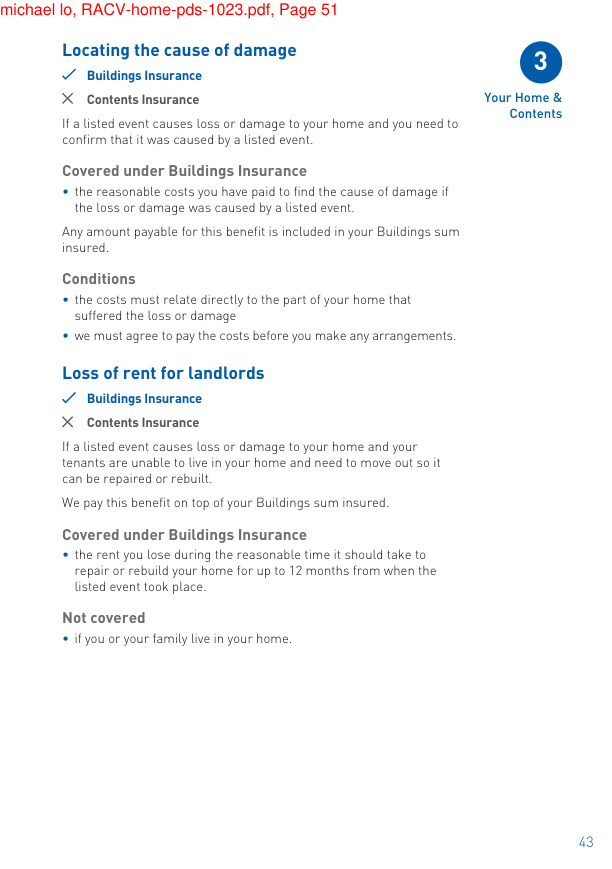 michael lo, RACV-home-pds-1023.pdf, Page 51
Locating the cause of damage
Buildings Insurance
Contents Insurance
If a listed event causes loss or damage to your home and you need to
confirm that it was caused by a listed event.
Covered under Buildings Insurance
• the reasonable costs you have paid to find the cause of damage if
the loss or damage was caused by a listed event.
Any amount payable for this benefit is included in your Buildings sum
insured.
Conditions
• the costs must relate directly to the part of your home that
suffered the loss or damage
• we must agree to pay the costs before you make any arrangements.
Loss of rent for landlords
Buildings Insurance
Contents Insurance
If a listed event causes loss or damage to your home and your
tenants are unable to live in your home and need to move out so it
can be repaired or rebuilt.
We pay this benefit on top of your Buildings sum insured.
Covered under Buildings Insurance
• the rent you lose during the reasonable time it should take to
repair or rebuild your home for up to 12 months from when the
listed event took place.
Not covered
• if you or your family live in your home.
3
Your Home &
Contents
43